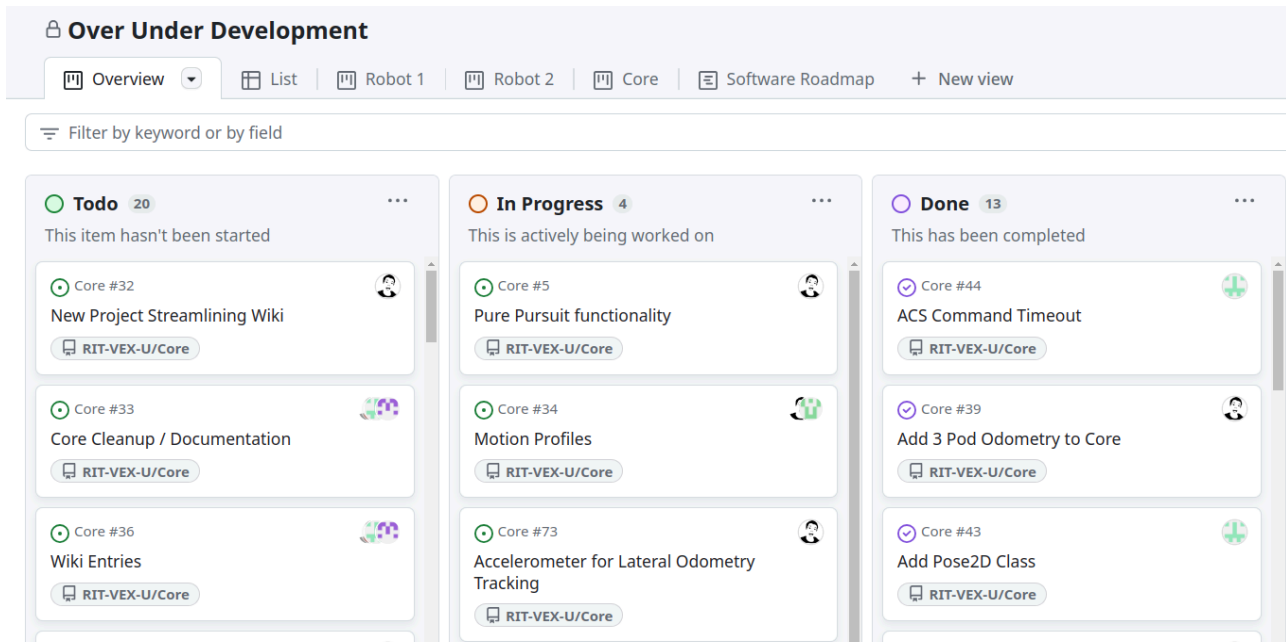 Over Under Development
Overview
List
Robot 1
Robot 2
Core
Software Roadmap
New view
Filter by keyword or by field
Todo 20
This item hasn't been started
Core #32
New Project Streamlining Wiki
RIT-VEX-U/Core
Core #33
Core Cleanup / Documentation
RIT-VEX-U/Core
Core #36
Wiki Entries
RIT-VEX-U/Core
In Progress 4
This is actively being worked on
Core #5
Pure Pursuit functionality
RIT-VEX-U/Core
Core #34
Motion Profiles
RIT-VEX-U/Core
Core #73
Accelerometer for Lateral Odometry
Tracking
RIT-VEX-U/Core
Done 13
This has been completed
Core #44
ACS Command Timeout
RIT-VEX-U/Core
Core #39
Add 3 Pod Odometry to Core
RIT-VEX-U/Core
Core #43
Add Pose2D Class
RIT-VEX-U/Core